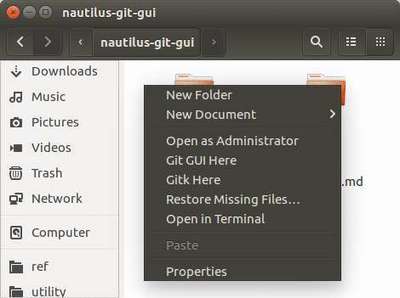 nautilus-git-gui
nautilus-git-gui
Downloads
Music
Pictures
Videos
Trash
Network
Computer
ref
utility
New Folder
New Document
Open as Administrator
Git GUI Here
Gitk Here
Restore Missing Files...
Open in Terminal
Paste
Properties
.md